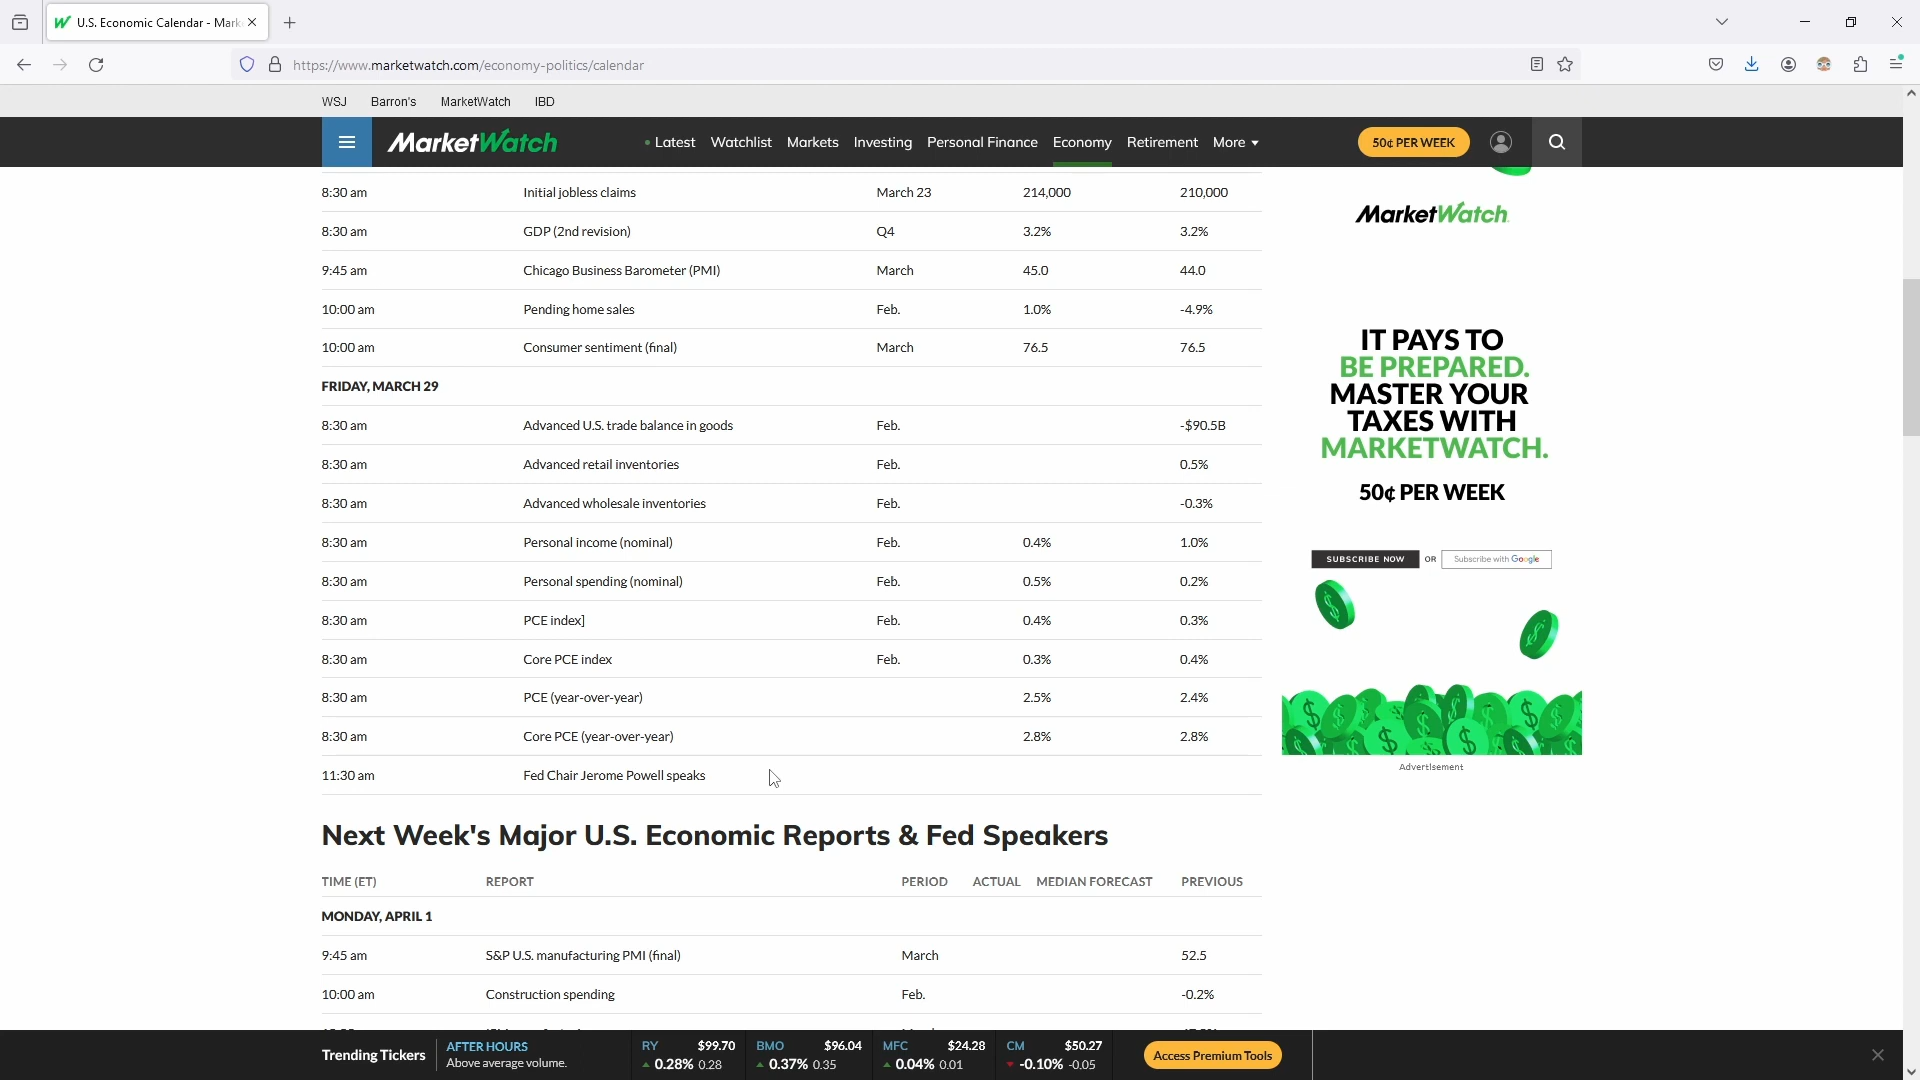 U.S. Economic Calendar - Mark
https://www.marketwatch.com/economy-politics/calendar
WSJ Barron's MarketWatch IBD
MarketWatch Latest Watchlist Markets Investing Personal Finance Economy Retirement More 50¢ PER WEEK
8:30 am Initial jobless claims March 23 214,000 210,000
8:30 am GDP (2nd revision) Q4 3.2% 3.2%
9:45 am Chicago Business Barometer (PMI) March 45.0 44.0
10:00 am Pending home sales Feb. 1.0% -4.9%
10:00 am Consumer sentiment (final) March 76.5 76.5
FRIDAY, MARCH 29
8:30 am Advanced U.S. trade balance in goods Feb. -$90.5B
8:30 am Advanced retail inventories Feb. 0.5%
8:30 am Advanced wholesale inventories Feb. -0.3%
8:30 am Personal income (nominal) Feb. 0.4% 1.0%
8:30 am Personal spending (nominal) Feb. 0.5% 0.2%
8:30 am PCE index] Feb. 0.4% 0.3%
8:30 am Core PCE index Feb. 0.3% 0.4%
8:30 am PCE (year-over-year) 2.5% 2.4%
8:30 am Core PCE (year-over-year) 2.8% 2.8%
11:30 am Fed Chair Jerome Powell speaks
Next Week's Major U.S. Economic Reports & Fed Speakers
TIME (ET) REPORT PERIOD ACTUAL MEDIAN FORECAST PREVIOUS
MONDAY, APRIL 1
9:45 am S&P U.S. manufacturing PMI (final) March 52.5
10:00 am Construction spending Feb. -0.2%
MarketWatch
IT PAYS TO
BE PREPARED.
MASTER YOUR
TAXES WITH
MARKETWATCH.
50¢ PER WEEK
SUBSCRIBE NOW OR Subscribe with Google
Advertisement
Trending Tickers
AFTER HOURS
Above average volume.
RY $99.70
0.28% 0.28
BMO $96.04
0.37% 0.35
MFC $24.28
0.04% 0.01
CM $50.27
-0.10% -0.05
Access Premium Tools